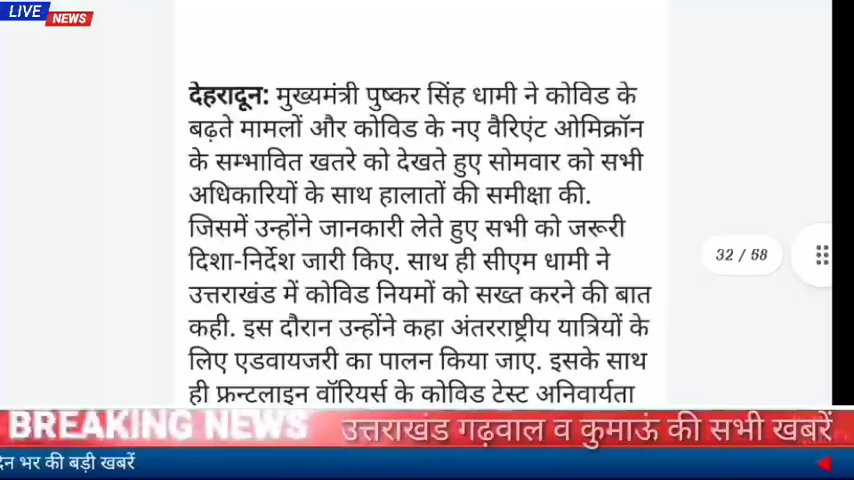 LIVE
NEWS
देहरादून: मुख्यमंत्री पुष्कर सिंह धामी ने कोविड के
बढ़ते मामलों और कोविड के नए वैरिएंट ओमिक्रॉन
के सम्भावित खतरे को देखते हुए सोमवार को सभी
अधिकारियों के साथ हालातों की समीक्षा की.
जिसमें उन्होंने जानकारी लेते हुए सभी को जरूरी
दिशा-निर्देश जारी किए. साथ ही सीएम धामी ने
उत्तराखंड में कोविड नियमों को सख्त करने की बात
कही. इस दौरान उन्होंने कहा अंतरराष्ट्रीय यात्रियों के
लिए एडवायजरी का पालन किया जाए. इसके साथ
ही फ्रन्टलाइन वॉरियर्स के कोविड टेस्ट अनिवार्यता
32 / 58
BREAKING NEWS
उत्तराखंड गढ़वाल व कुमाऊं की सभी खबरें
भर की बड़ी खबरें